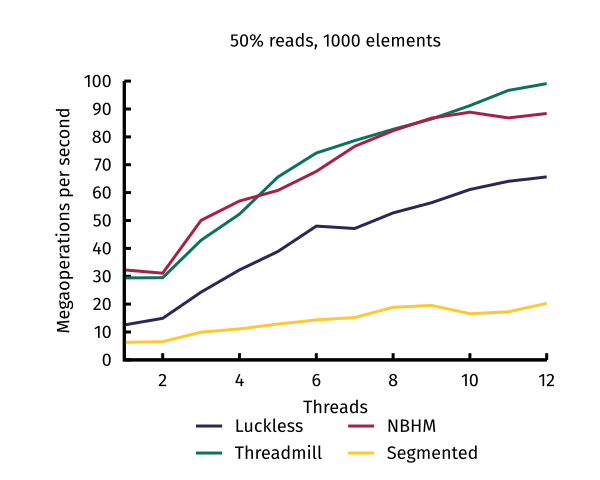 50% reads, 1000 elements
Megaoperations per second
100
90
80
70
60
50
40
30
20
10
0
2 4 6 8 10 12
Threads
Luckless NBHM
Threadmill Segmented